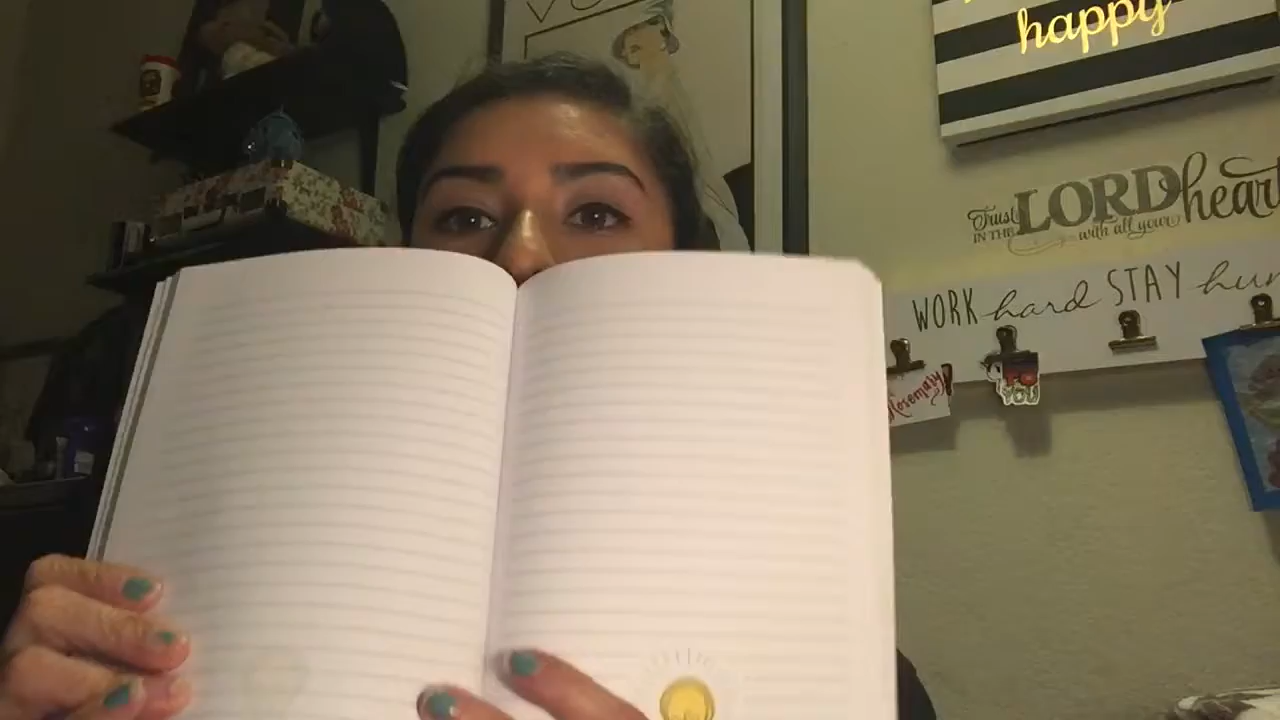 happy
Trust
IN THE LORD heart
with all your
WORK hard STAY hum
Rosemary
TO
YOU